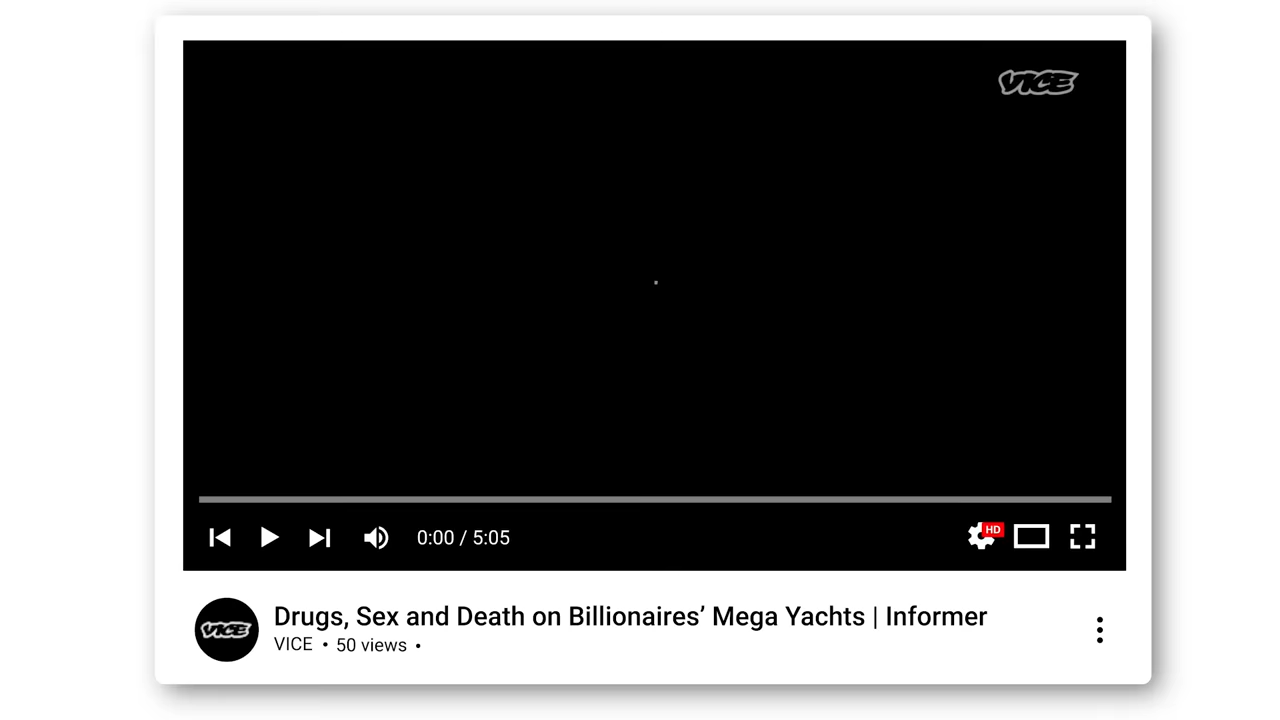 VICE
0:00 / 5:05
HD
VICE
Drugs, Sex and Death on Billionaires’ Mega Yachts | Informer
VICE • 50 views •